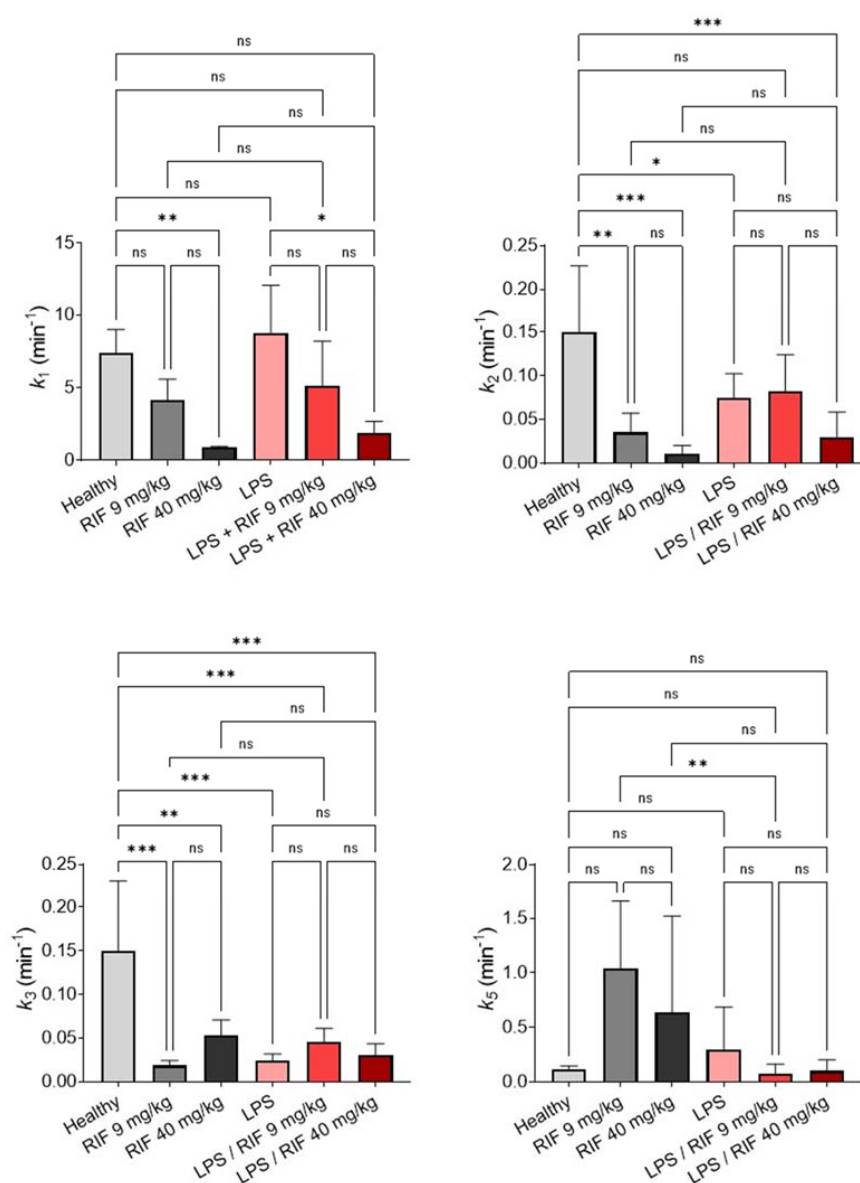 ns
ns
ns
ns
ns
** *
ns ns ns ns
15
10
5
0
k1 (min⁻¹)
Healthy
RIF 9 mg/kg
RIF 40 mg/kg
LPS
LPS + RIF 9 mg/kg
LPS + RIF 40 mg/kg
***
ns
ns
ns
*
*** ns
** ns ns ns
0.25
0.20
0.15
0.10
0.05
0.00
k2 (min⁻¹)
Healthy
RIF 9 mg/kg
RIF 40 mg/kg
LPS
LPS / RIF 9 mg/kg
LPS / RIF 40 mg/kg
***
***
ns
ns
***
** ns
*** ns ns ns
0.25
0.20
0.15
0.10
0.05
0.00
k3 (min⁻¹)
Healthy
RIF 9 mg/kg
RIF 40 mg/kg
LPS
LPS / RIF 9 mg/kg
LPS / RIF 40 mg/kg
ns
ns
ns
**
ns
ns ns
ns ns ns ns
2.0
1.5
1.0
0.5
0.0
k5 (min⁻¹)
Healthy
RIF 9 mg/kg
RIF 40 mg/kg
LPS
LPS / RIF 9 mg/kg
LPS / RIF 40 mg/kg